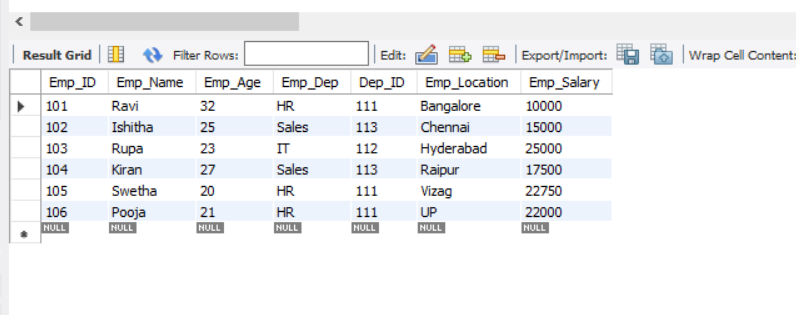 Result Grid Filter Rows: Edit: Export/Import: Wrap Cell Content:
Emp_ID Emp_Name Emp_Age Emp_Dep Dep_ID Emp_Location Emp_Salary
101 Ravi 32 HR 111 Bangalore 10000
102 Ishitha 25 Sales 113 Chennai 15000
103 Rupa 23 IT 112 Hyderabad 25000
104 Kiran 27 Sales 113 Raipur 17500
105 Swetha 20 HR 111 Vizag 22750
106 Pooja 21 HR 111 UP 22000
NULL NULL NULL NULL NULL NULL NULL